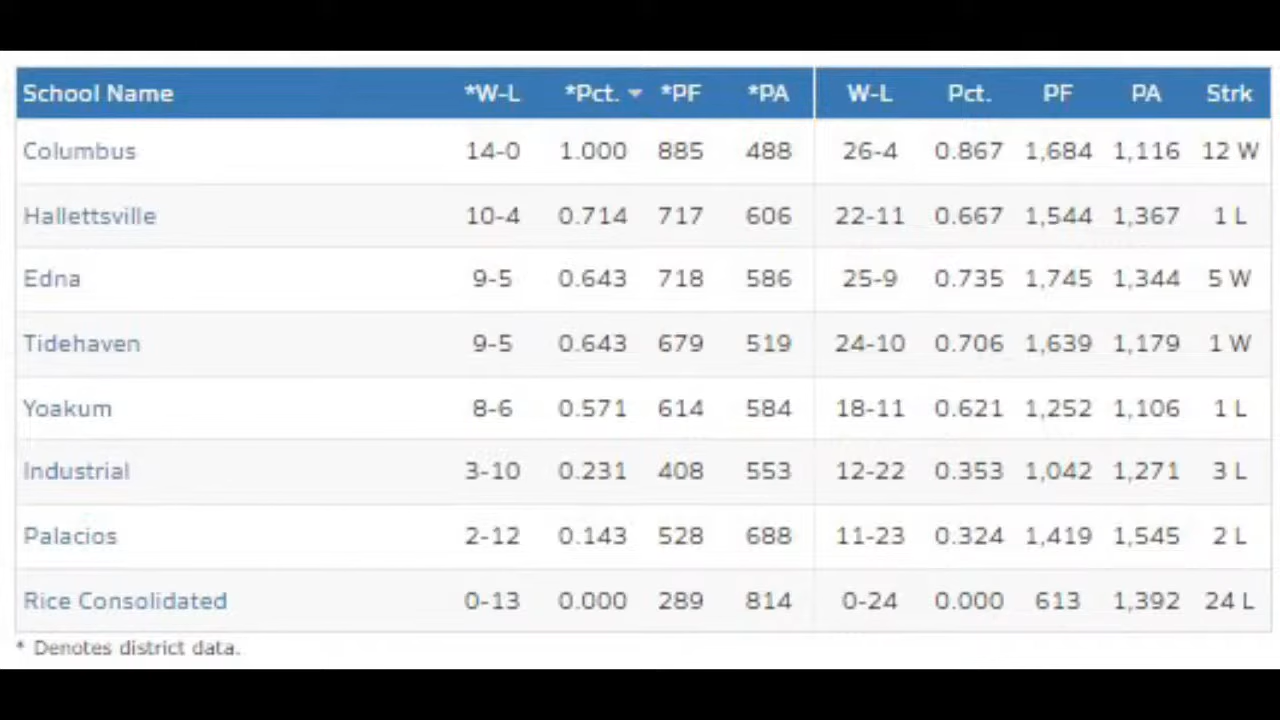 School Name *W-L *Pct. *PF *PA W-L Pct. PF PA Strk
Columbus 14-0 1.000 885 488 26-4 0.867 1,684 1,116 12 W
Hallettsville 10-4 0.714 717 606 22-11 0.667 1,544 1,367 1 L
Edna 9-5 0.643 718 586 25-9 0.735 1,745 1,344 5 W
Tidehaven 9-5 0.643 679 519 24-10 0.706 1,639 1,179 1 W
Yoakum 8-6 0.571 614 584 18-11 0.621 1,252 1,106 1 L
Industrial 3-10 0.231 408 553 12-22 0.353 1,042 1,271 3 L
Palacios 2-12 0.143 528 688 11-23 0.324 1,419 1,545 2 L
Rice Consolidated 0-13 0.000 289 814 0-24 0.000 613 1,392 24 L
* Denotes district data.